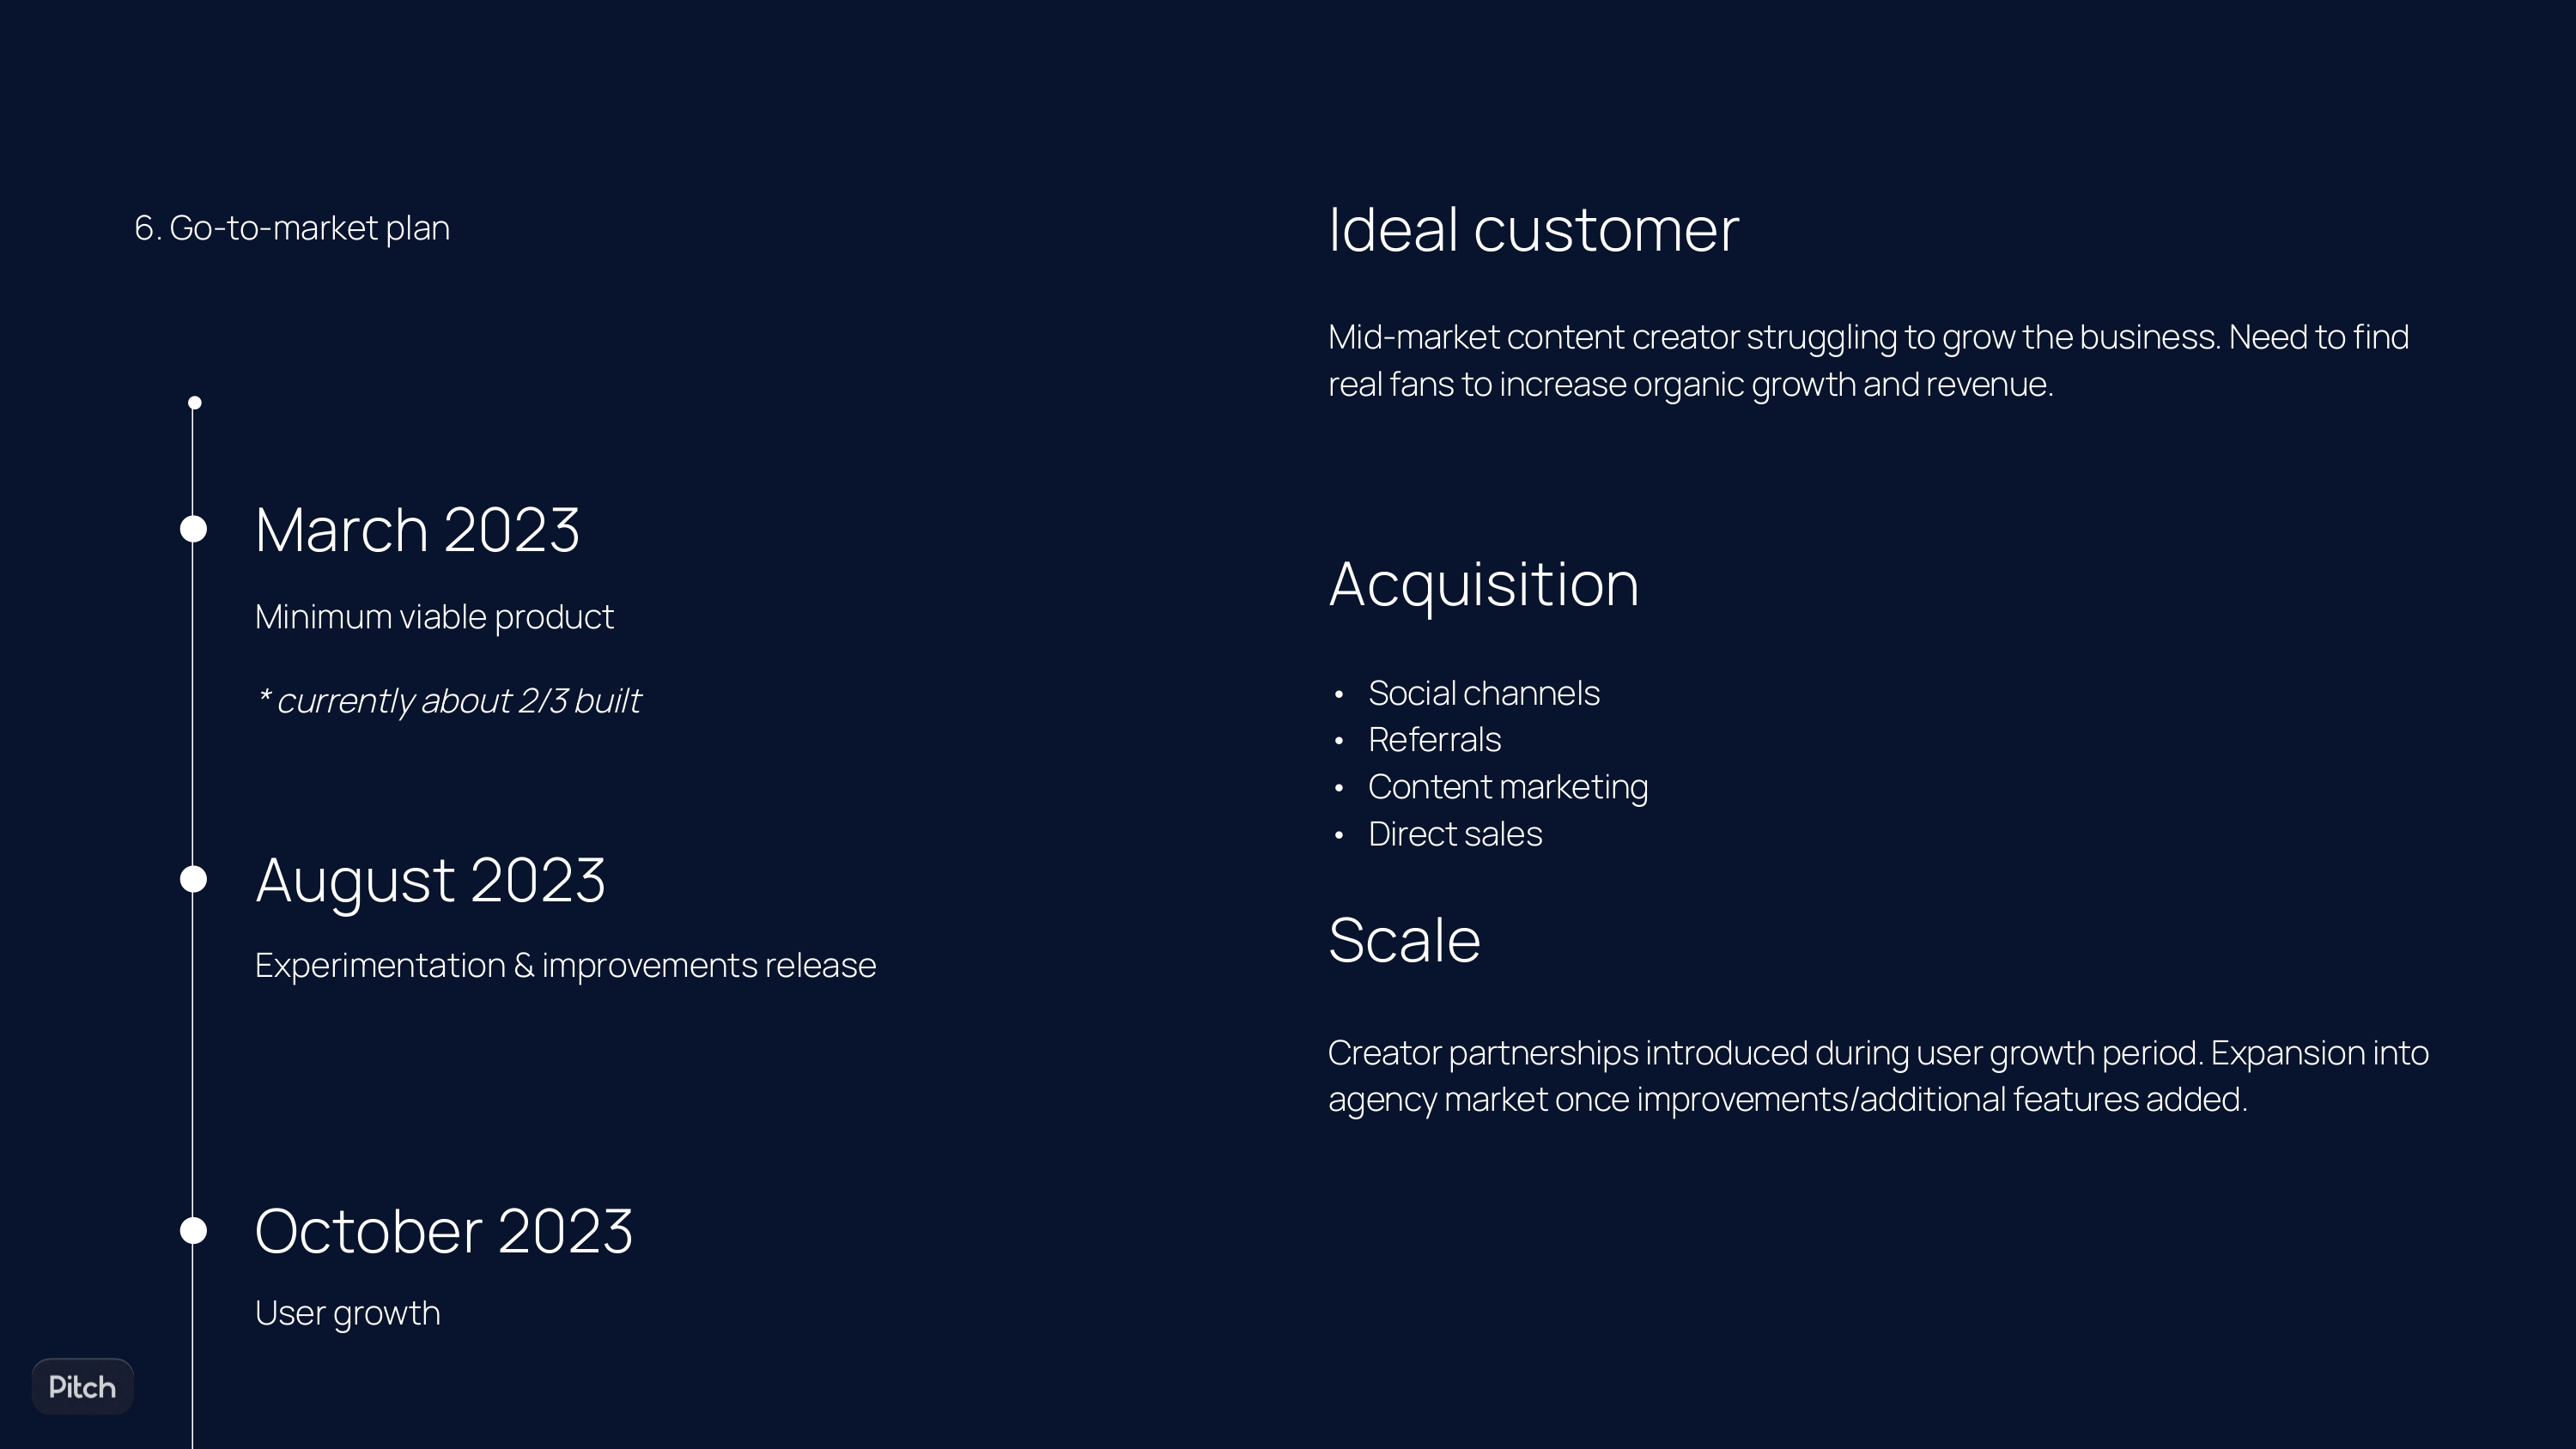 6. Go-to-market plan
March 2023
Minimum viable product
* currently about 2/3 built
August 2023
Experimentation & improvements release
October 2023
User growth
Ideal customer
Mid-market content creator struggling to grow the business. Need to find
real fans to increase organic growth and revenue.
Acquisition
• Social channels
• Referrals
• Content marketing
• Direct sales
Scale
Creator partnerships introduced during user growth period. Expansion into
agency market once improvements/additional features added.
Pitch